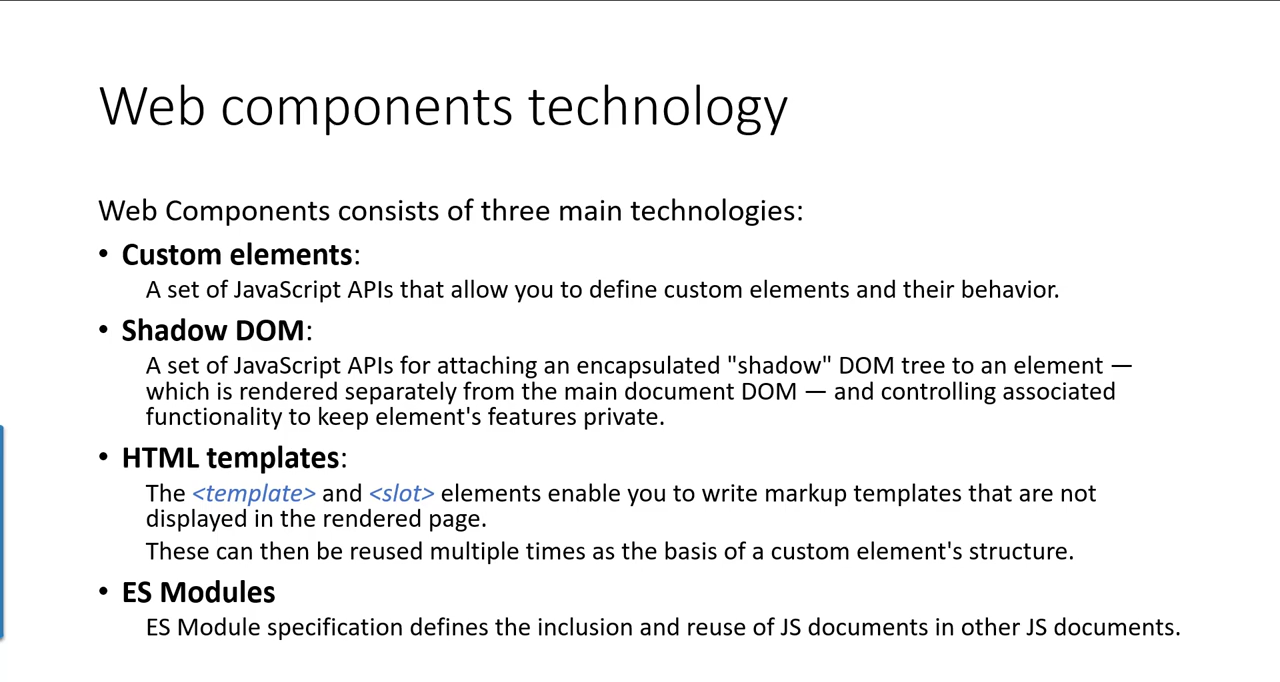 Web components technology
Web Components consists of three main technologies:
• Custom elements:
A set of JavaScript APIs that allow you to define custom elements and their behavior.
• Shadow DOM:
A set of JavaScript APIs for attaching an encapsulated "shadow" DOM tree to an element —
which is rendered separately from the main document DOM — and controlling associated
functionality to keep element's features private.
• HTML templates:
The <template> and <slot> elements enable you to write markup templates that are not
displayed in the rendered page.
These can then be reused multiple times as the basis of a custom element's structure.
• ES Modules
ES Module specification defines the inclusion and reuse of JS documents in other JS documents.